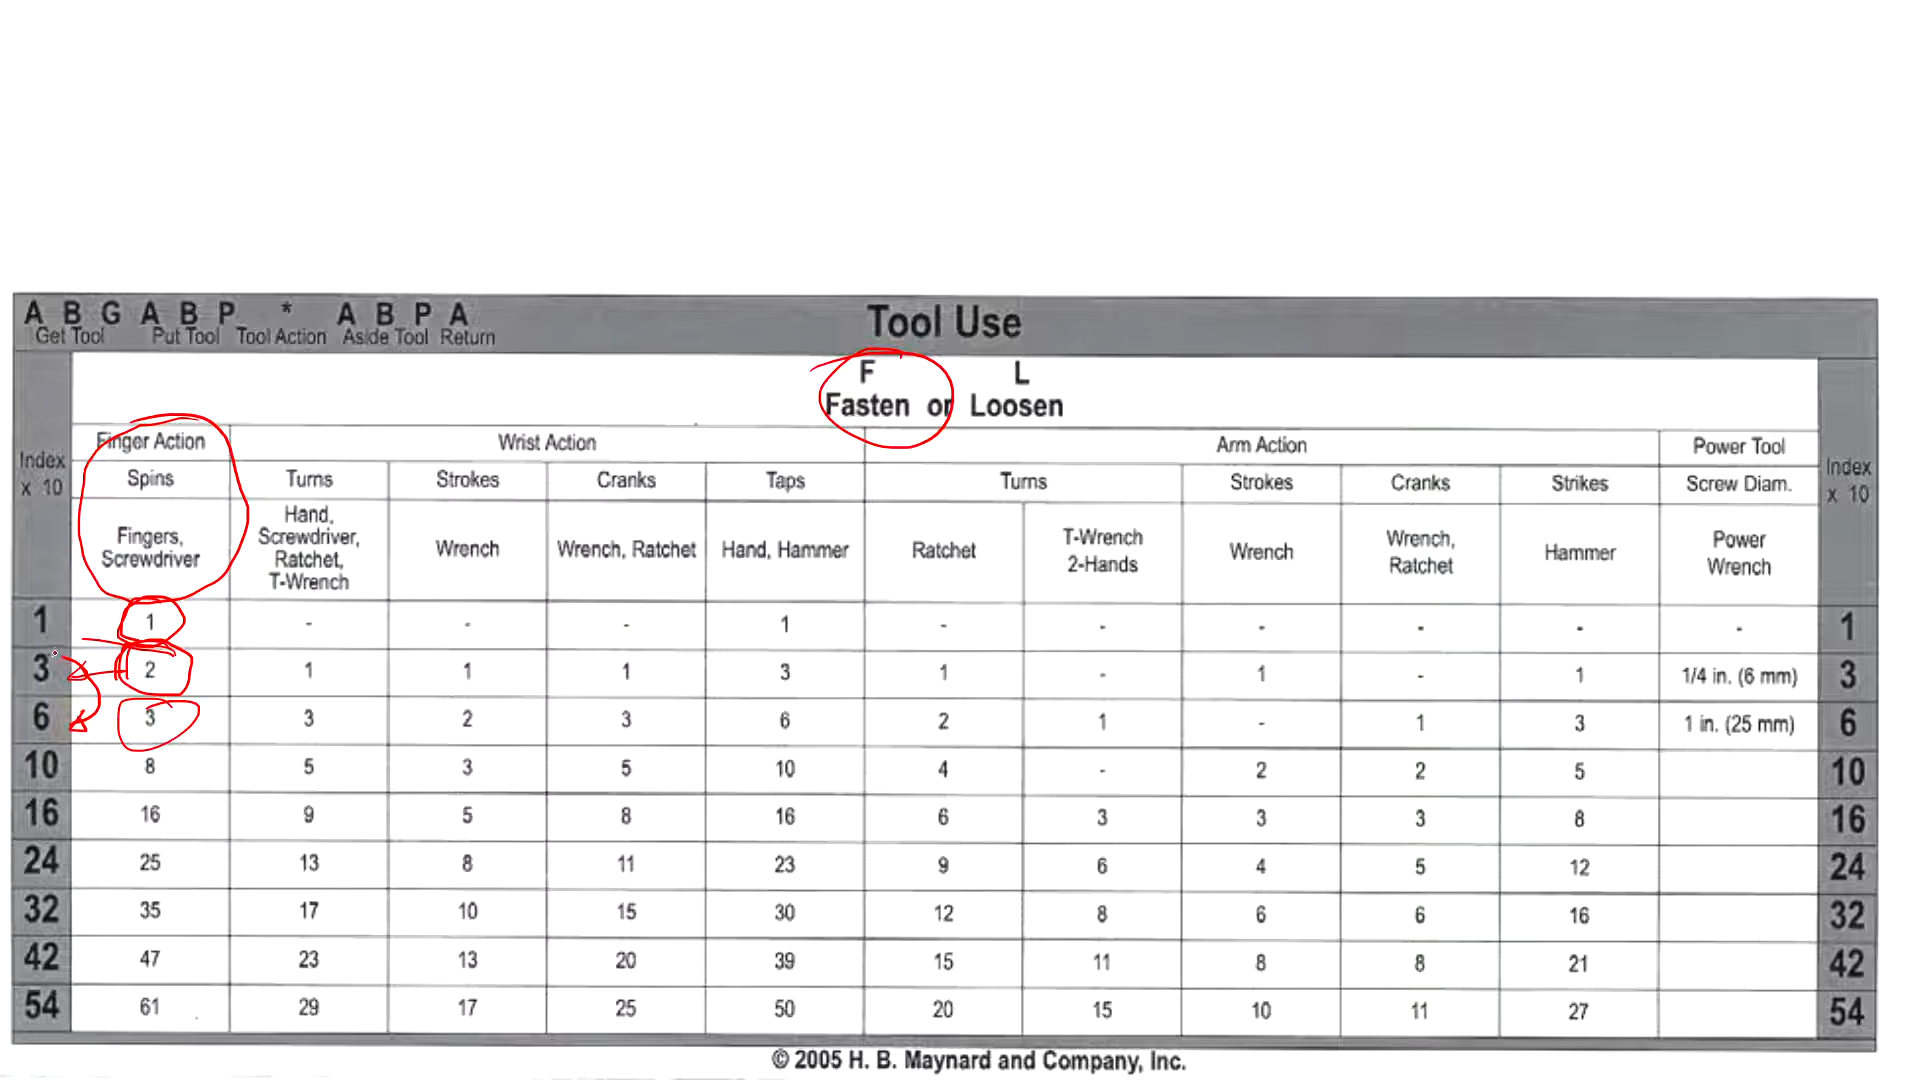 A B G A B P * A B P A
Get Tool Put Tool Tool Action Aside Tool Return
Tool Use
F L
Fasten or Loosen
Index x 10 Finger Action Wrist Action Arm Action Power Tool Index x 10
Spins Turns Strokes Cranks Taps Turns Strokes Cranks Strikes Screw Diam.
Fingers, Screwdriver Hand, Screwdriver, Ratchet, T-Wrench Wrench Wrench, Ratchet Hand, Hammer Ratchet T-Wrench 2-Hands Wrench Wrench, Ratchet Hammer Power Wrench
1 1 - - - 1 - - - - - - 1
3 2 1 1 1 3 1 - 1 - 1 1/4 in. (6 mm) 3
6 3 3 2 3 6 2 1 - 1 3 1 in. (25 mm) 6
10 8 5 3 5 10 4 - 2 2 5 10
16 16 9 5 8 16 6 3 3 3 8 16
24 25 13 8 11 23 9 6 4 5 12 24
32 35 17 10 15 30 12 8 6 6 16 32
42 47 23 13 20 39 15 11 8 8 21 42
54 61 29 17 25 50 20 15 10 11 27 54
© 2005 H. B. Maynard and Company, Inc.